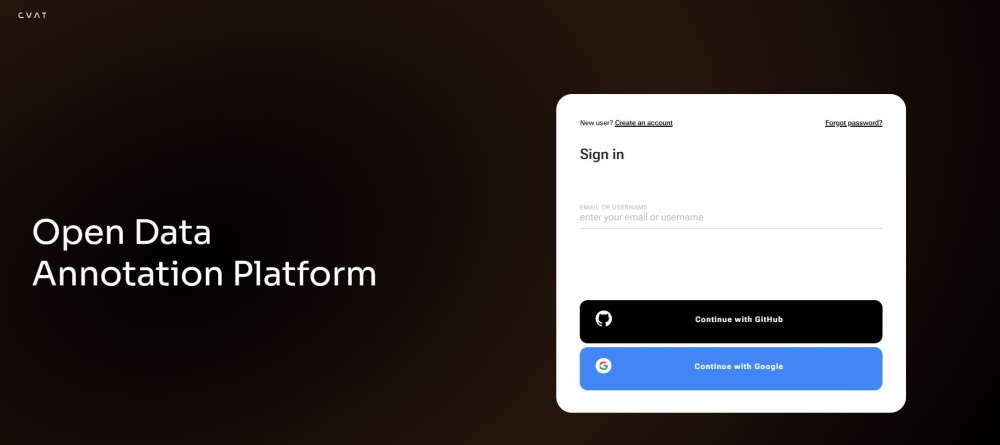 CVAT
Open Data
Annotation Platform
New user? Create an account
Forgot password?
Sign in
EMAIL OR USERNAME
enter your email or username
Continue with GitHub
Continue with Google